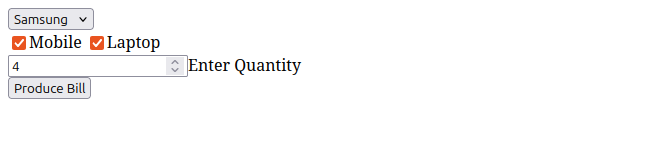 Samsung
Mobile Laptop
4 Enter Quantity
Produce Bill